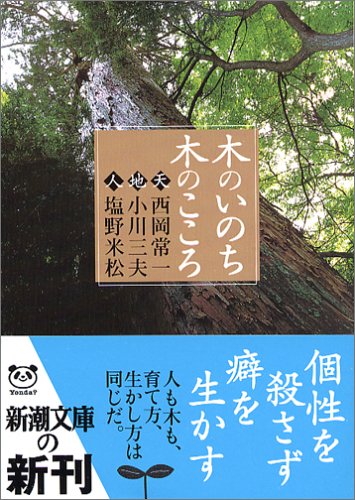 木のいのち
木のこころ
天 西岡常一
地 小川三夫
人 塩野米松
個性を
殺さず
癖を
生かす
人も木も、
育て方、
生かし方は
同じだ。
Yonda?
新潮文庫
の
新刊